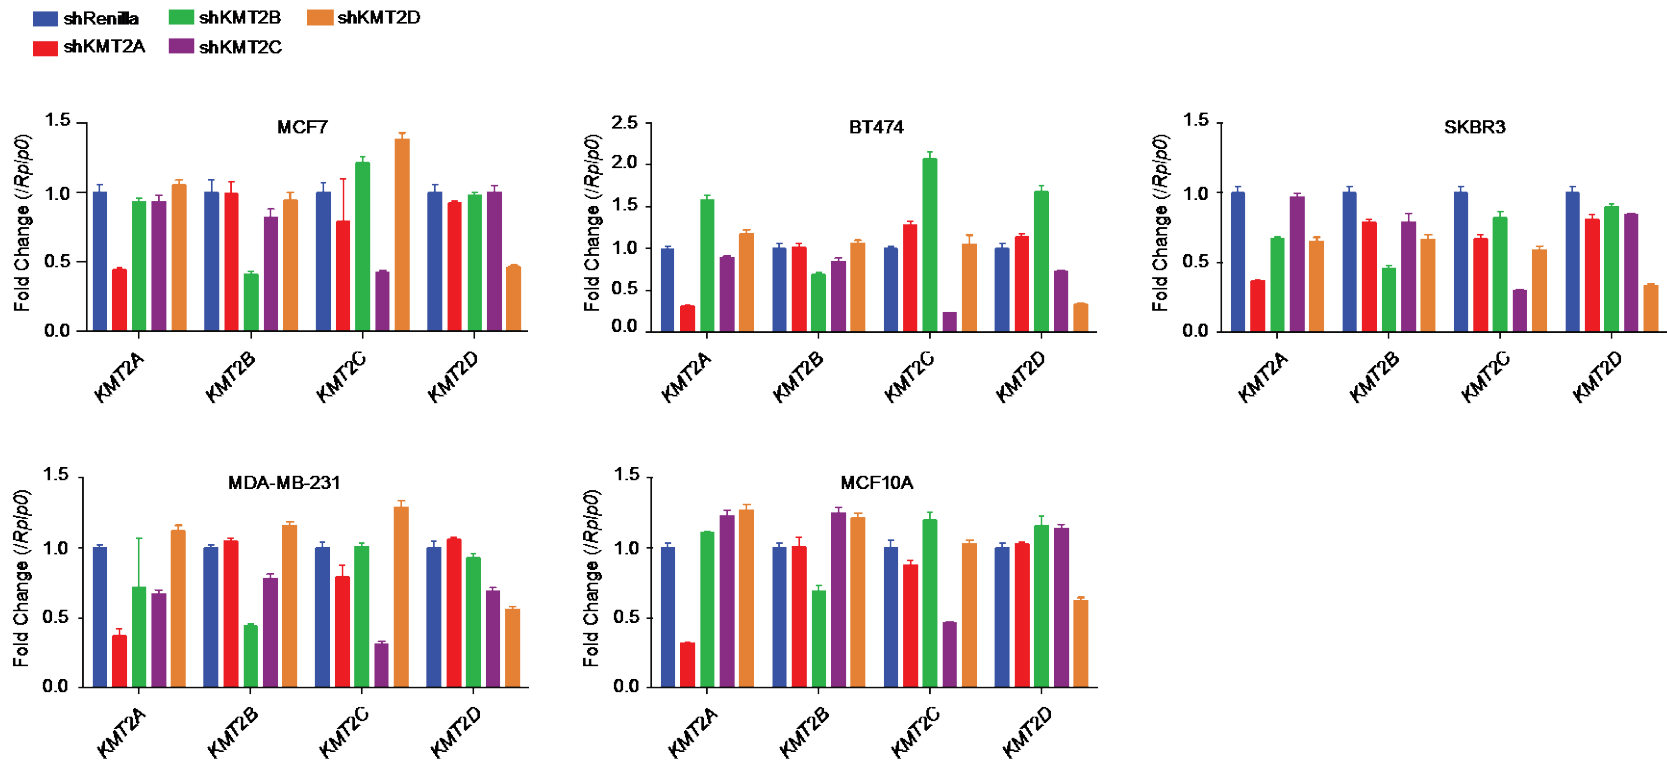 shRenilla shKMT2B shKMT2D
shKMT2A shKMT2C
MCF7
Fold Change (/Rplp0)
1.5
1.0
0.5
0.0
KMT2A KMT2B KMT2C KMT2D
BT474
Fold Change (/Rplp0)
2.5
2.0
1.5
1.0
0.5
0.0
KMT2A KMT2B KMT2C KMT2D
SKBR3
Fold Change (/Rplp0)
1.5
1.0
0.5
0.0
KMT2A KMT2B KMT2C KMT2D
MDA-MB-231
Fold Change (/Rplp0)
1.5
1.0
0.5
0.0
KMT2A KMT2B KMT2C KMT2D
MCF10A
Fold Change (/Rplp0)
1.5
1.0
0.5
0.0
KMT2A KMT2B KMT2C KMT2D